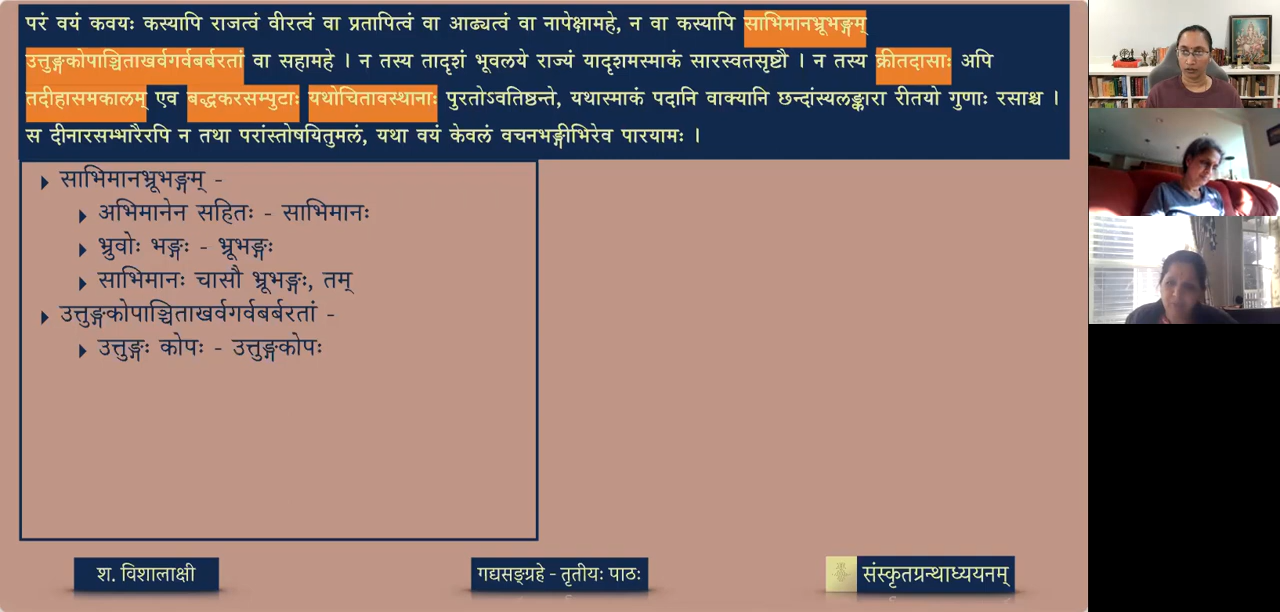 परं वयं कवयः कस्यापि राजत्वं वीरत्वं वा प्रतापित्वं वा आढ्यत्वं वा नापेक्षामहे, न वा कस्यापि साभिमानभ्रूभङ्गम्
उत्तुङ्गकोपाञ्चिताखर्वगर्वबर्बरतां वा सहामहे । न तस्य तादृशं भूवलये राज्यं यादृशमस्माकं सारस्वतसृष्टौ । न तस्य क्रीतदासाः अपि
तदीहासमकालम् एव बद्धकरसम्पुटाः यथोचितावस्थानाः पुरतोऽवतिष्ठन्ते, यथास्माकं पदानि वाक्यानि छन्दांस्यलङ्कारा रीतयो गुणाः रसाश्च ।
स दीनारसम्भारैरपि न तथा परांस्तोषयितुमलं, यथा वयं केवलं वचनभङ्गीभिरेव पारयामः ।
साभिमानभ्रूभङ्गम् -
अभिमानेन सहितः - साभिमानः
भ्रुवोः भङ्गः - भ्रूभङ्गः
साभिमानः चासौ भ्रूभङ्गः, तम्
उत्तुङ्गकोपाञ्चिताखर्वगर्वबर्बरतां -
उत्तुङ्गः कोपः - उत्तुङ्गकोपः
श. विशालाक्षी
गद्यसङ्ग्रहे - तृतीयः पाठः
संस्कृतग्रन्थाध्ययनम्